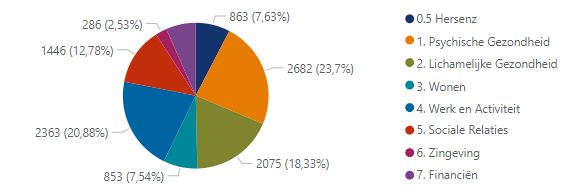 863 (7,63%)
2682 (23,7%)
2075 (18,33%)
853 (7,54%)
2363 (20,88%)
1446 (12,78%)
286 (2,53%)
0.5 Hersenz
1. Psychische Gezondheid
2. Lichamelijke Gezondheid
3. Wonen
4. Werk en Activiteit
5. Sociale Relaties
6. Zingeving
7. Financiën